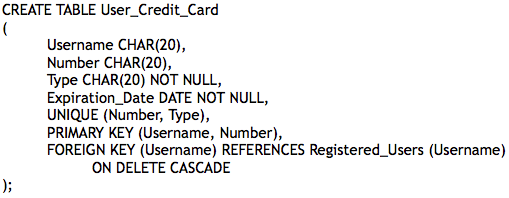 CREATE TABLE User_Credit_Card
(
Username CHAR(20),
Number CHAR(20),
Type CHAR(20) NOT NULL,
Expiration_Date DATE NOT NULL,
UNIQUE (Number, Type),
PRIMARY KEY (Username, Number),
FOREIGN KEY (Username) REFERENCES Registered_Users (Username)
ON DELETE CASCADE
);